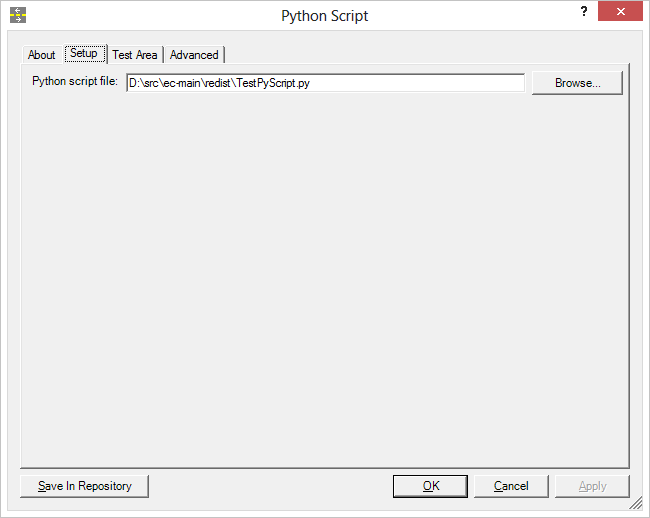 Python Script
?
About Setup Test Area Advanced
Python script file: D:\src\ec-main\redist\TestPyScript.py Browse...
Save In Repository OK Cancel Apply